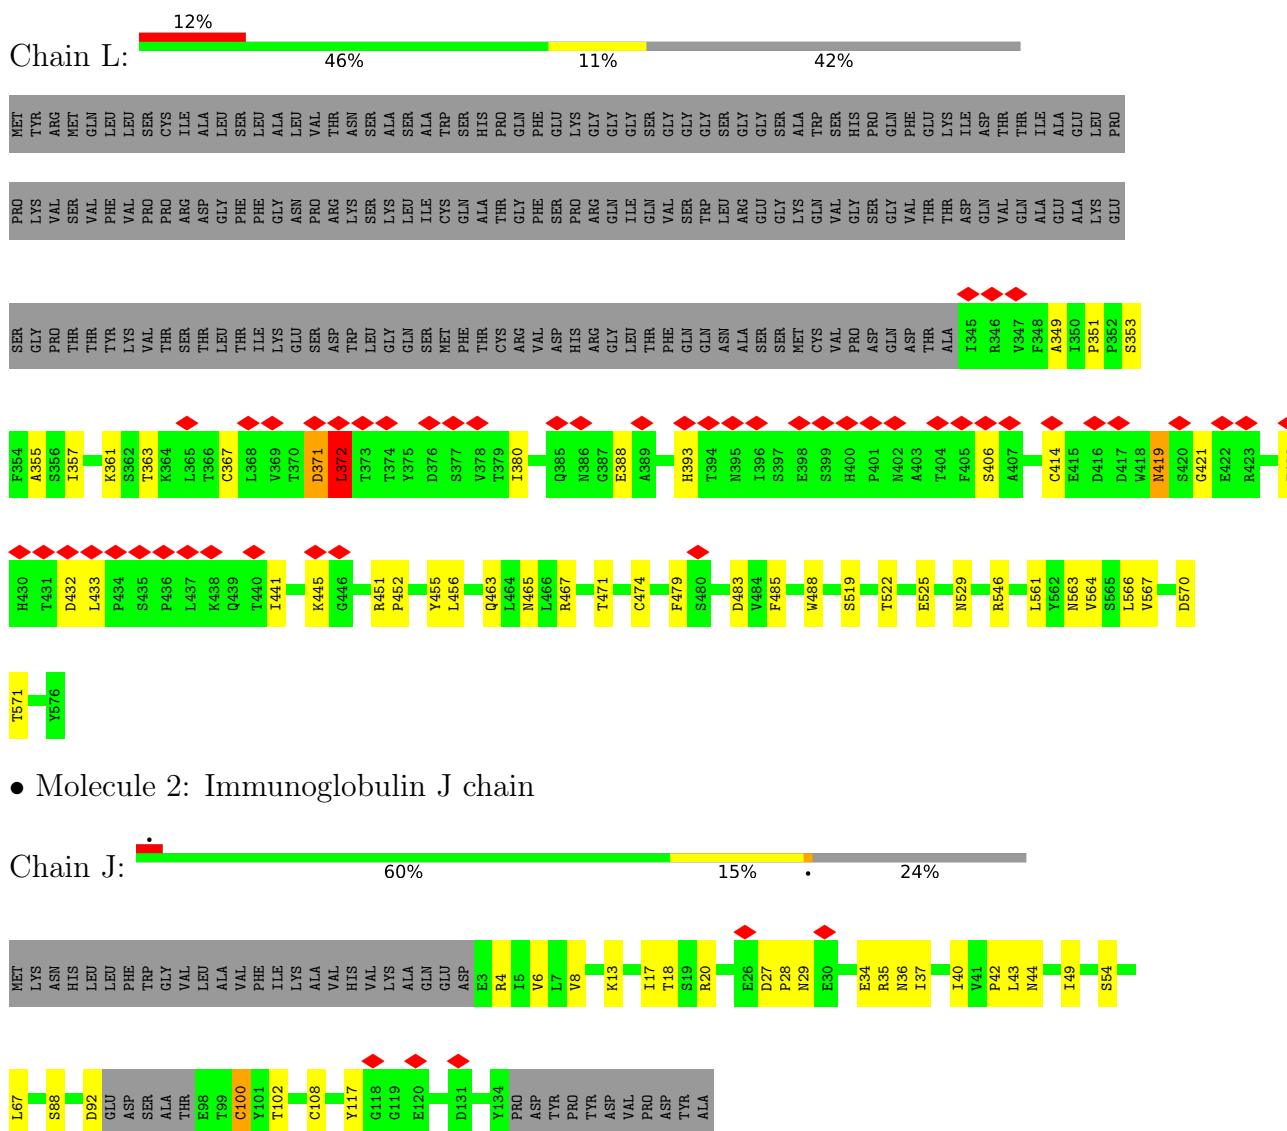 12%
Chain L:
46% 11% 42%
MET TYR ARG MET GLN LEU LEU SER CYS ILE ALA LEU SER LEU ALA LEU VAL THR ASN SER ALA SER ALA TRP SER HIS PRO GLN PHE GLU LYS GLY GLY GLY SER GLY GLY GLY SER GLY GLY SER ALA TRP SER HIS PRO GLN PHE GLU LYS ILE ASP THR THR ILE ALA GLU LEU PRO
PRO LYS VAL SER VAL PHE VAL PRO PRO ARG ASP GLY PHE PHE GLY ASN PRO ARG LYS SER LYS LEU ILE CYS GLN ALA THR GLY PHE SER PRO ARG GLN ILE GLN VAL SER TRP LEU ARG GLU GLY LYS GLN VAL GLY SER GLY VAL THR THR ASP GLN VAL GLN ALA GLU ALA LYS GLU
SER GLY PRO THR THR TYR LYS VAL THR SER THR LEU THR ILE LYS GLU SER ASP TRP LEU GLY GLN SER MET PHE THR CYS ARG VAL ASP HIS ARG GLY LEU THR PHE GLN GLN ASN ALA SER SER MET CYS VAL PRO ASP GLN ASP THR ALA I345 R346 V347 F348 A349 I350 P351 P352 S353
F354 A355 S356 I357 K361 S362 T363 K364 L365 T366 C367 L368 V369 T370 D371 L372 T373 T374 Y375 D376 S377 V378 T379 I380 Q385 N386 G387 E388 A389 H393 T394 N395 I396 S397 E398 S399 H400 P401 N402 A403 T404 F405 S406 A407 C414 E415 D416 D417 W418 N419 S420 G421 E422 R423
H430 T431 D432 L433 P434 S435 P436 L437 K438 Q439 T440 I441 K445 G446 R451 P452 Y455 L456 Q463 L464 N465 L466 R467 T471 C474 F479 S480 D483 V484 F485 W488 S519 T522 E525 N529 R546 L561 Y562 N563 V564 S565 L566 V567 D570
T571 Y576
• Molecule 2: Immunoglobulin J chain
•
Chain J:
60% 15% • 24%
MET LYS ASN HIS LEU LEU PHE TRP GLY VAL LEU ALA VAL PHE ILE LYS ALA VAL HIS VAL LYS ALA GLN GLU ASP E3 R4 I5 V6 L7 V8 K13 I17 T18 S19 R20 E26 D27 P28 N29 E30 E34 R35 N36 I37 I40 V41 P42 L43 N44 I49 S54
L67 S88 D92 GLU ASP SER ALA THR E98 T99 C100 Y101 T102 C108 Y117 G118 G119 E120 D131 Y134 PRO ASP TYR PRO TYR ASP VAL PRO ASP TYR ALA